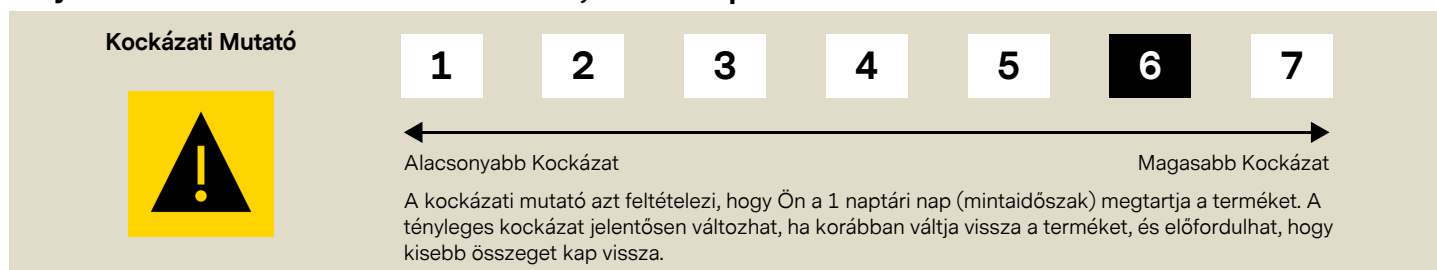 Kockázati Mutató
1 2 3 4 5 6 7
Alacsonyabb Kockázat Magasabb Kockázat
A kockázati mutató azt feltételezi, hogy Ön a 1 naptári nap (mintaidőszak) megtartja a terméket. A
tényleges kockázat jelentősen változhat, ha korábban váltja vissza a terméket, és előfordulhat, hogy
kisebb összeget kap vissza.